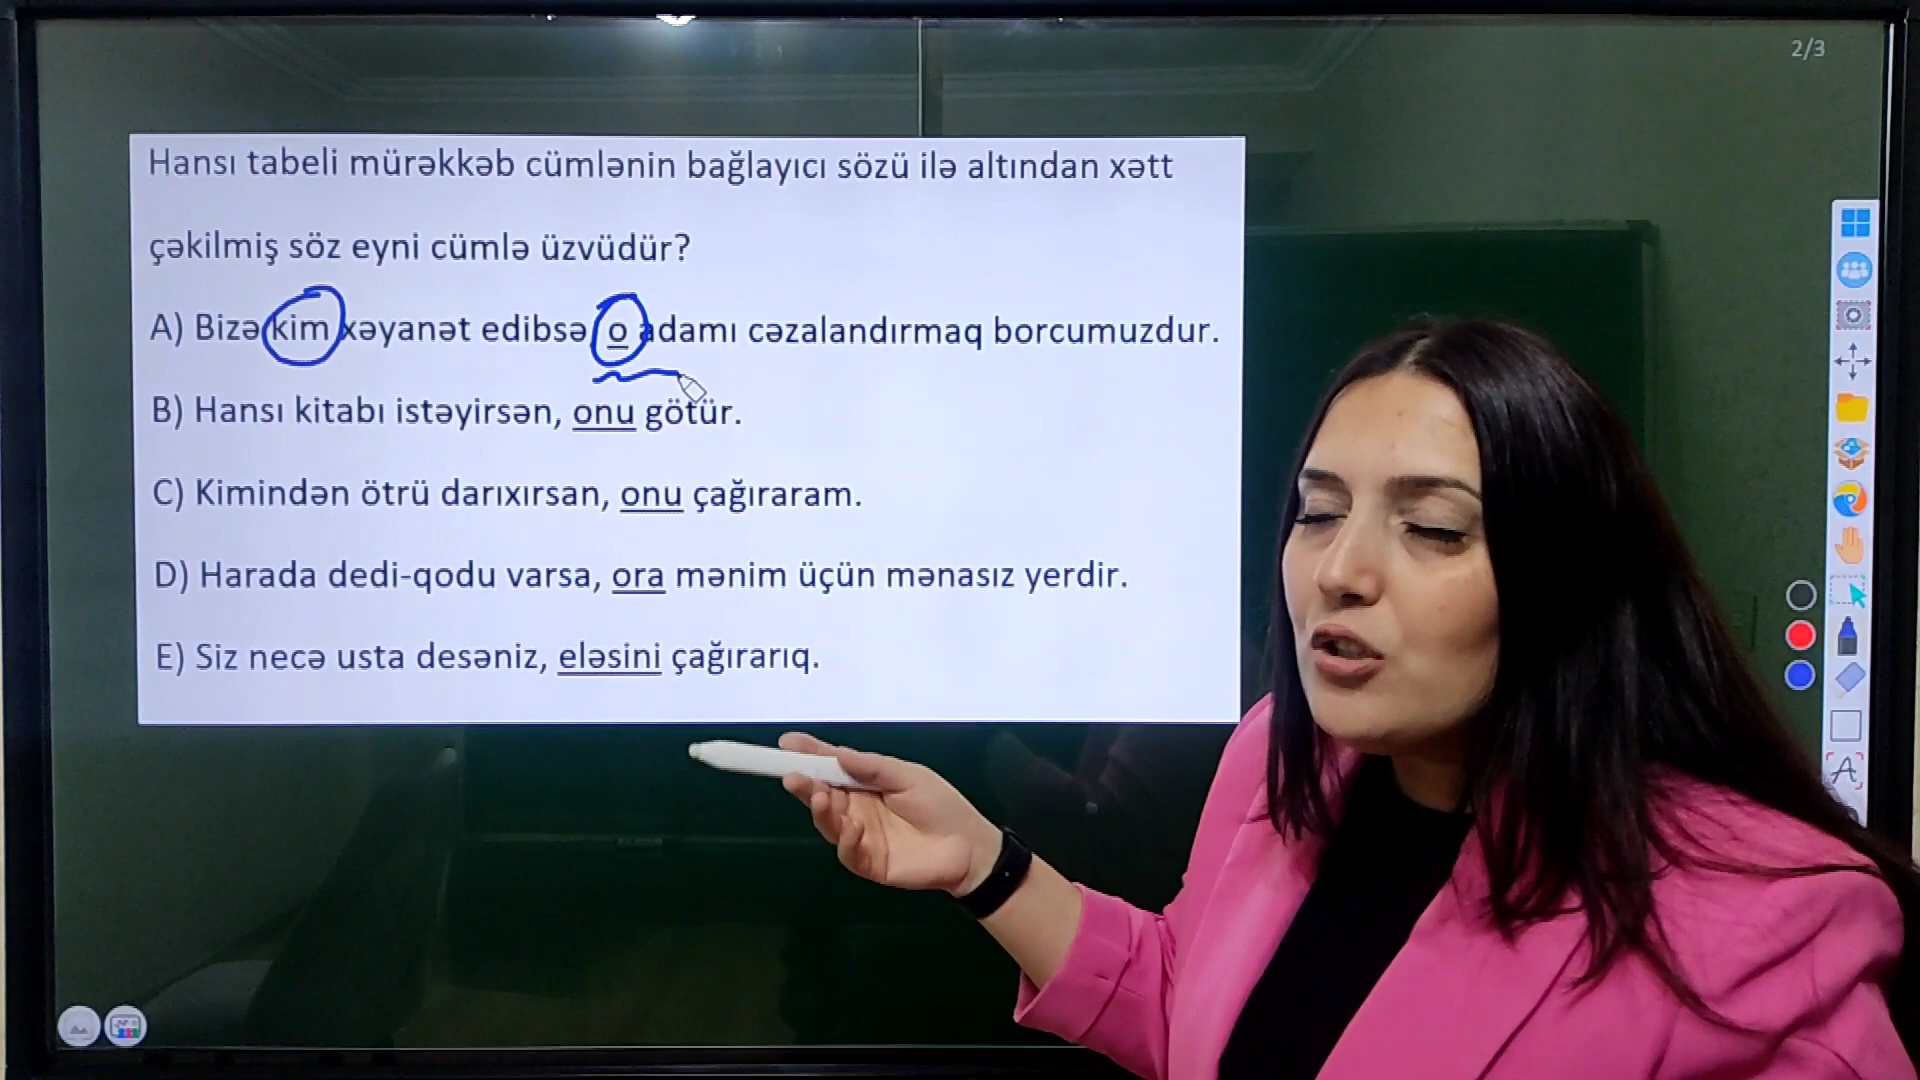 2/3
Hansı tabeli mürəkkəb cümlənin bağlayıcı sözü ilə altından xətt
çəkilmiş söz eyni cümlə üzvüdür?
A) Bizə kim xəyanət edibsə, o adamı cəzalandırmaq borcumuzdur.
B) Hansı kitabı istəyirsən, onu götür.
C) Kimindən ötrü darıxırsan, onu çağıraram.
D) Harada dedi-qodu varsa, ora mənim üçün mənasız yerdir.
E) Siz necə usta desəniz, eləsini çağırarıq.